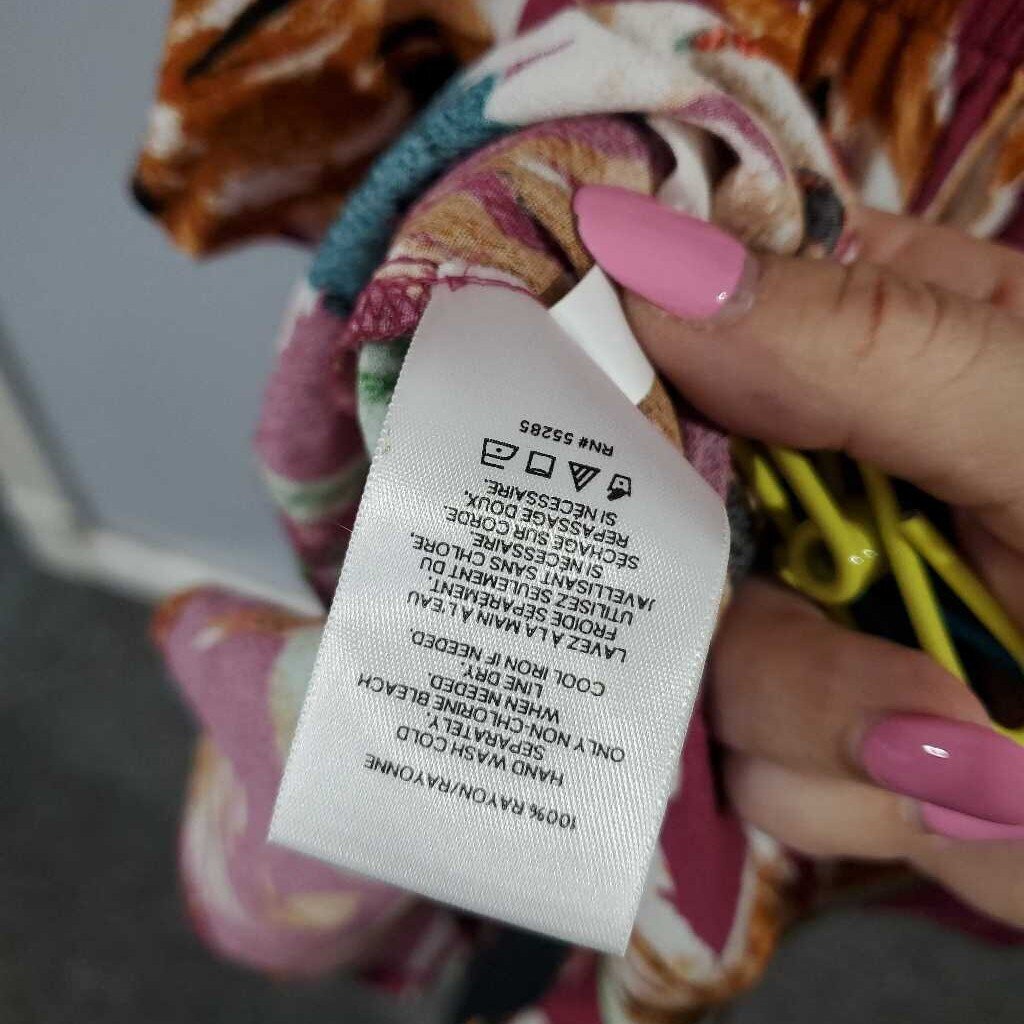 100% RAYON/RAYONNE
HAND WASH COLD
SEPARATELY.
ONLY NON-CHLORINE BLEACH
WHEN NEEDED.
LINE DRY.
COOL IRON IF NEEDED.
LAVEZ À LA MAIN À L'EAU
FROIDE SEPAREMENT.
UTILISEZ SEULEMENT DU
JAVELLISANT SANS CHLORE,
SI NECESSAIRE.
SECHAGE SUR CORDE.
REPASSAGE DOUX,
SI NÉCESSAIRE.
RN# 55285